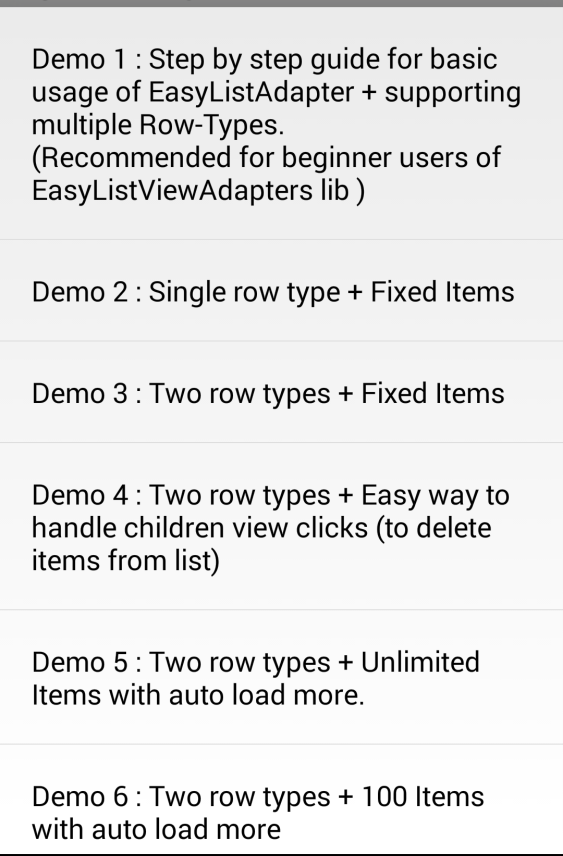 Demo 1 : Step by step guide for basic
usage of EasyListAdapter + supporting
multiple Row-Types.
(Recommended for beginner users of
EasyListViewAdapters lib )
Demo 2 : Single row type + Fixed Items
Demo 3 : Two row types + Fixed Items
Demo 4 : Two row types + Easy way to
handle children view clicks (to delete
items from list)
Demo 5 : Two row types + Unlimited
Items with auto load more.
Demo 6 : Two row types + 100 Items
with auto load more